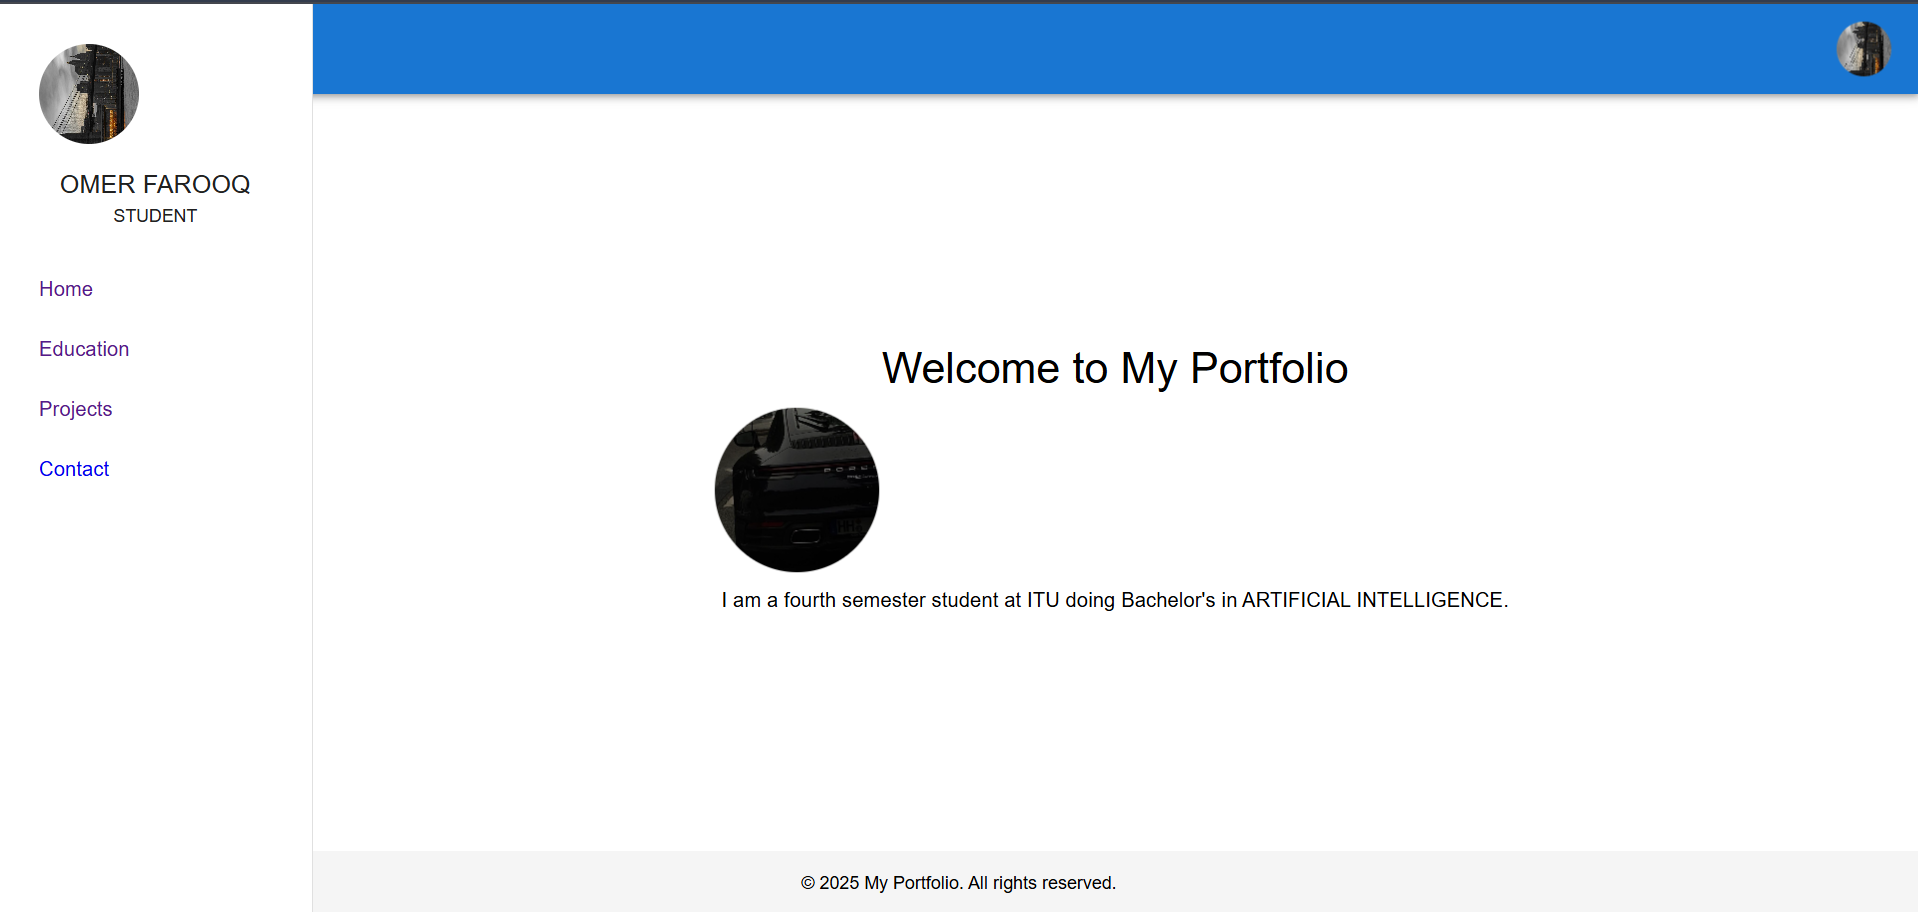 OMER FAROOQ
STUDENT
Home
Education
Projects
Contact
Welcome to My Portfolio
I am a fourth semester student at ITU doing Bachelor's in ARTIFICIAL INTELLIGENCE.
© 2025 My Portfolio. All rights reserved.